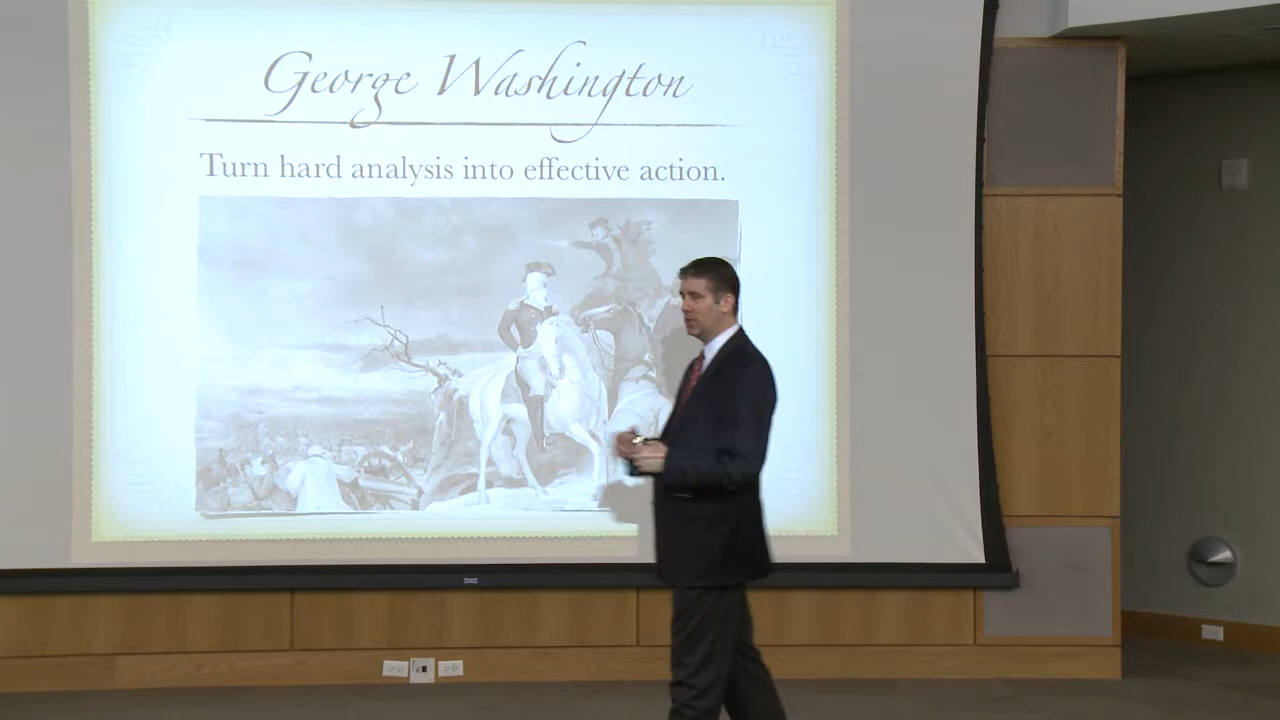 George Washington
Turn hard analysis into effective action.